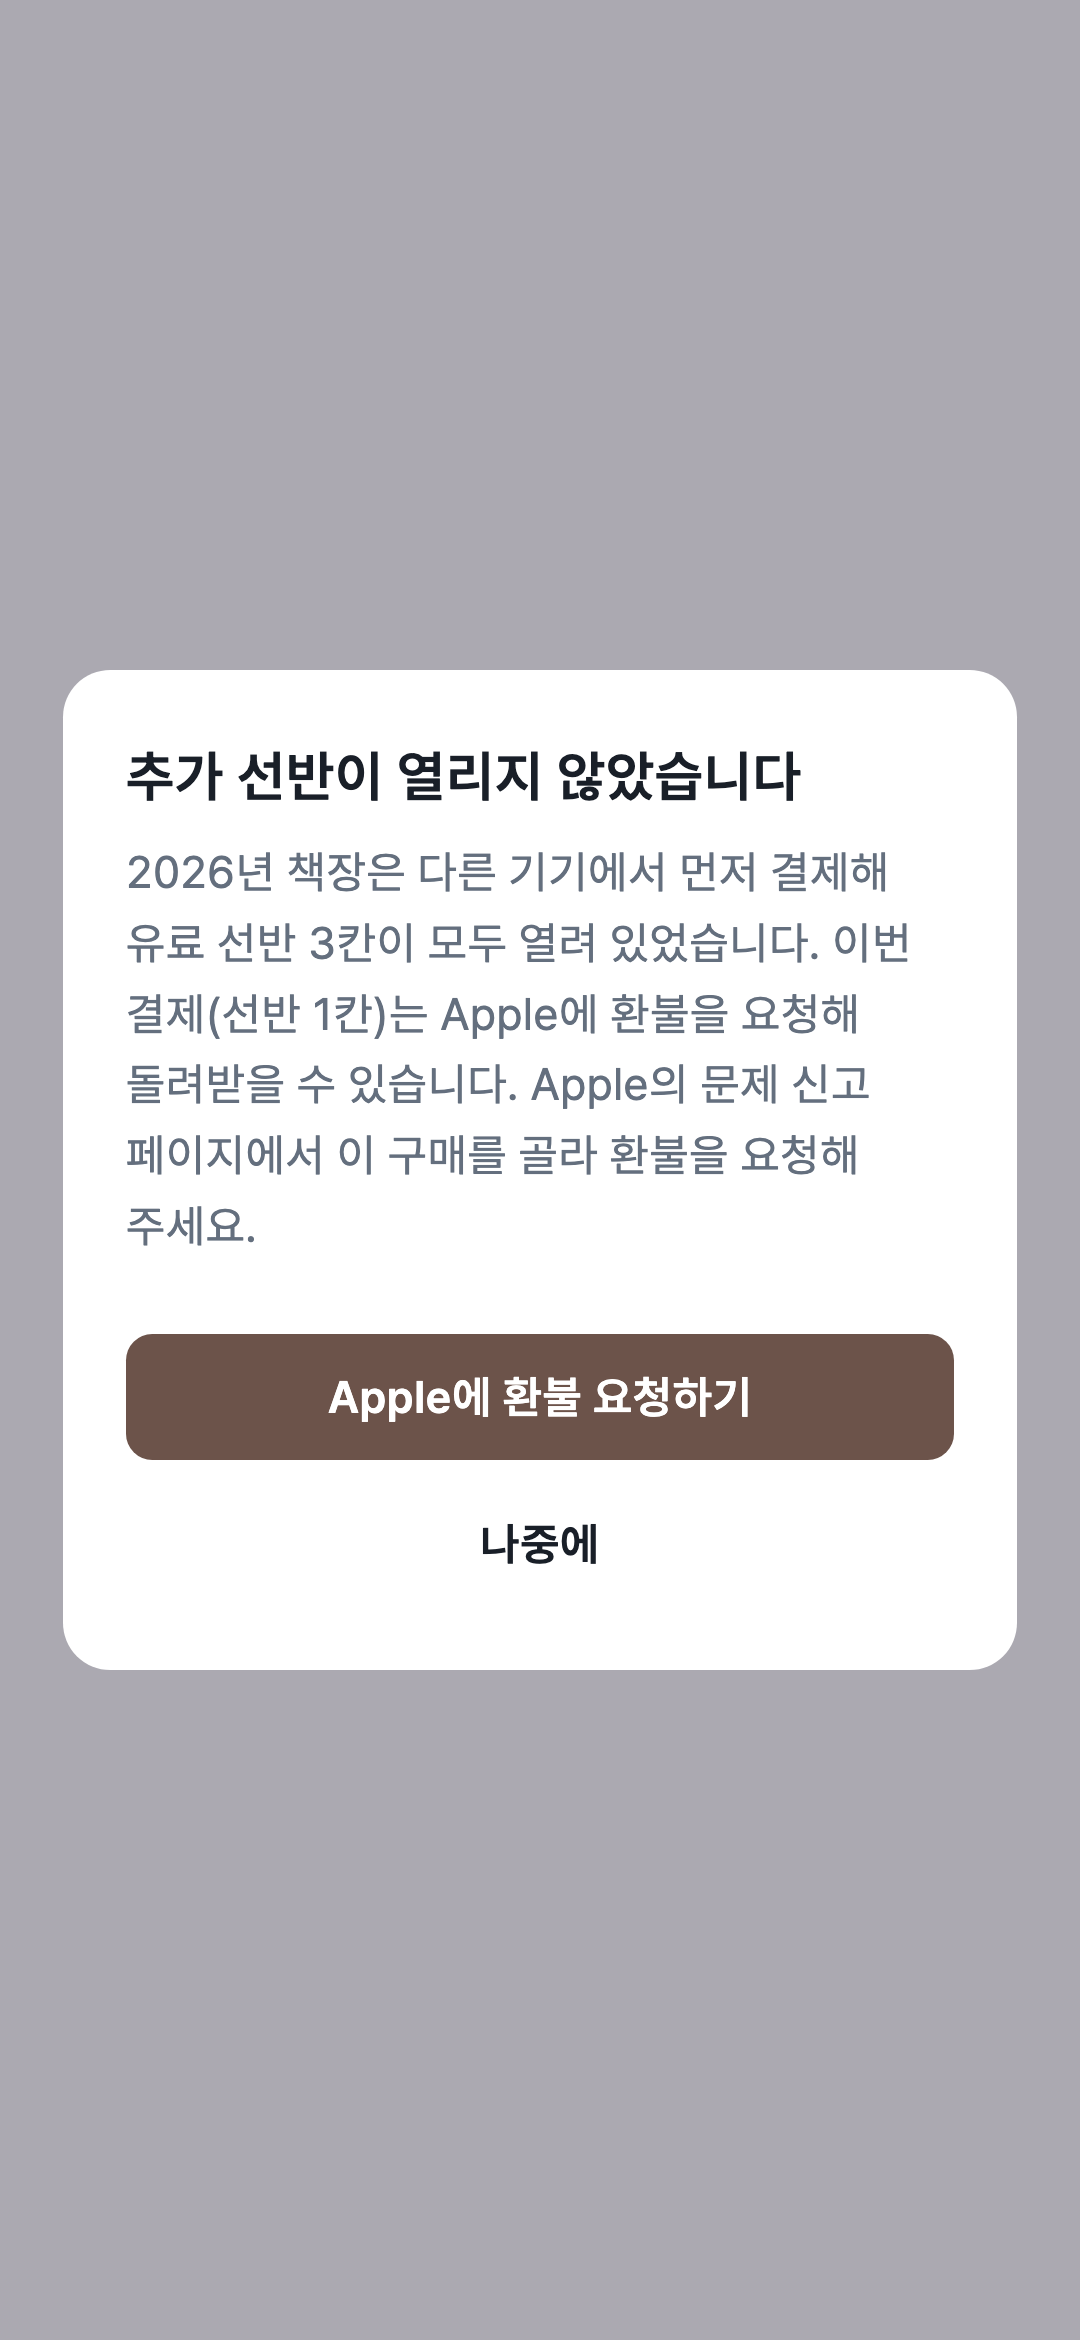 추가 선반이 열리지 않았습니다
2026년 책장은 다른 기기에서 먼저 결제해
유료 선반 3칸이 모두 열려 있었습니다. 이번
결제(선반 1칸)는 Apple에 환불을 요청해
돌려받을 수 있습니다. Apple의 문제 신고
페이지에서 이 구매를 골라 환불을 요청해
주세요.
Apple에 환불 요청하기
나중에